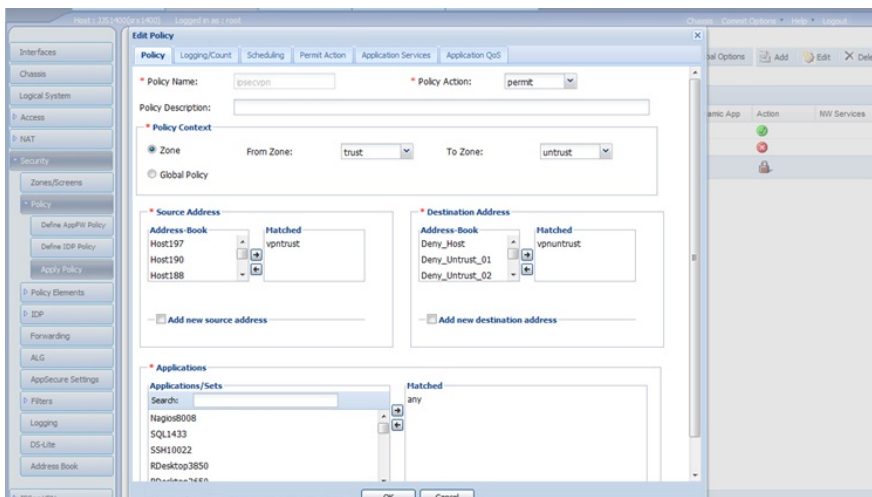 Host : JJS1400(srx1400) Logged in as : root
Chassis Commit Options Help Logout
Edit Policy
Interfaces
Chassis
Logical System
Access
NAT
Security
Zones/Screens
Policy
Define AppFW Policy
Define IDP Policy
Apply Policy
Policy Elements
IDP
Forwarding
ALG
AppSecure Settings
Filters
Logging
DS-Lite
Address Book
Policy Logging/Count Scheduling Permit Action Application Services Application QoS
* Policy Name: ipsecvpn * Policy Action: permit
Policy Description:
* Policy Context
Zone From Zone: trust To Zone: untrust
Global Policy
* Source Address
Address-Book Matched
Host197 vpntrust
Host190
Host188
Add new source address
* Destination Address
Address-Book Matched
Deny_Host vpnuntrust
Deny_Untrust_01
Deny_Untrust_02
Add new destination address
* Applications
Applications/Sets Matched
Search: any
Nagios8008
SQL1433
SSH10022
RDesktop3850
OK Cancel
Options Add Edit Dele
amic App Action NW Services